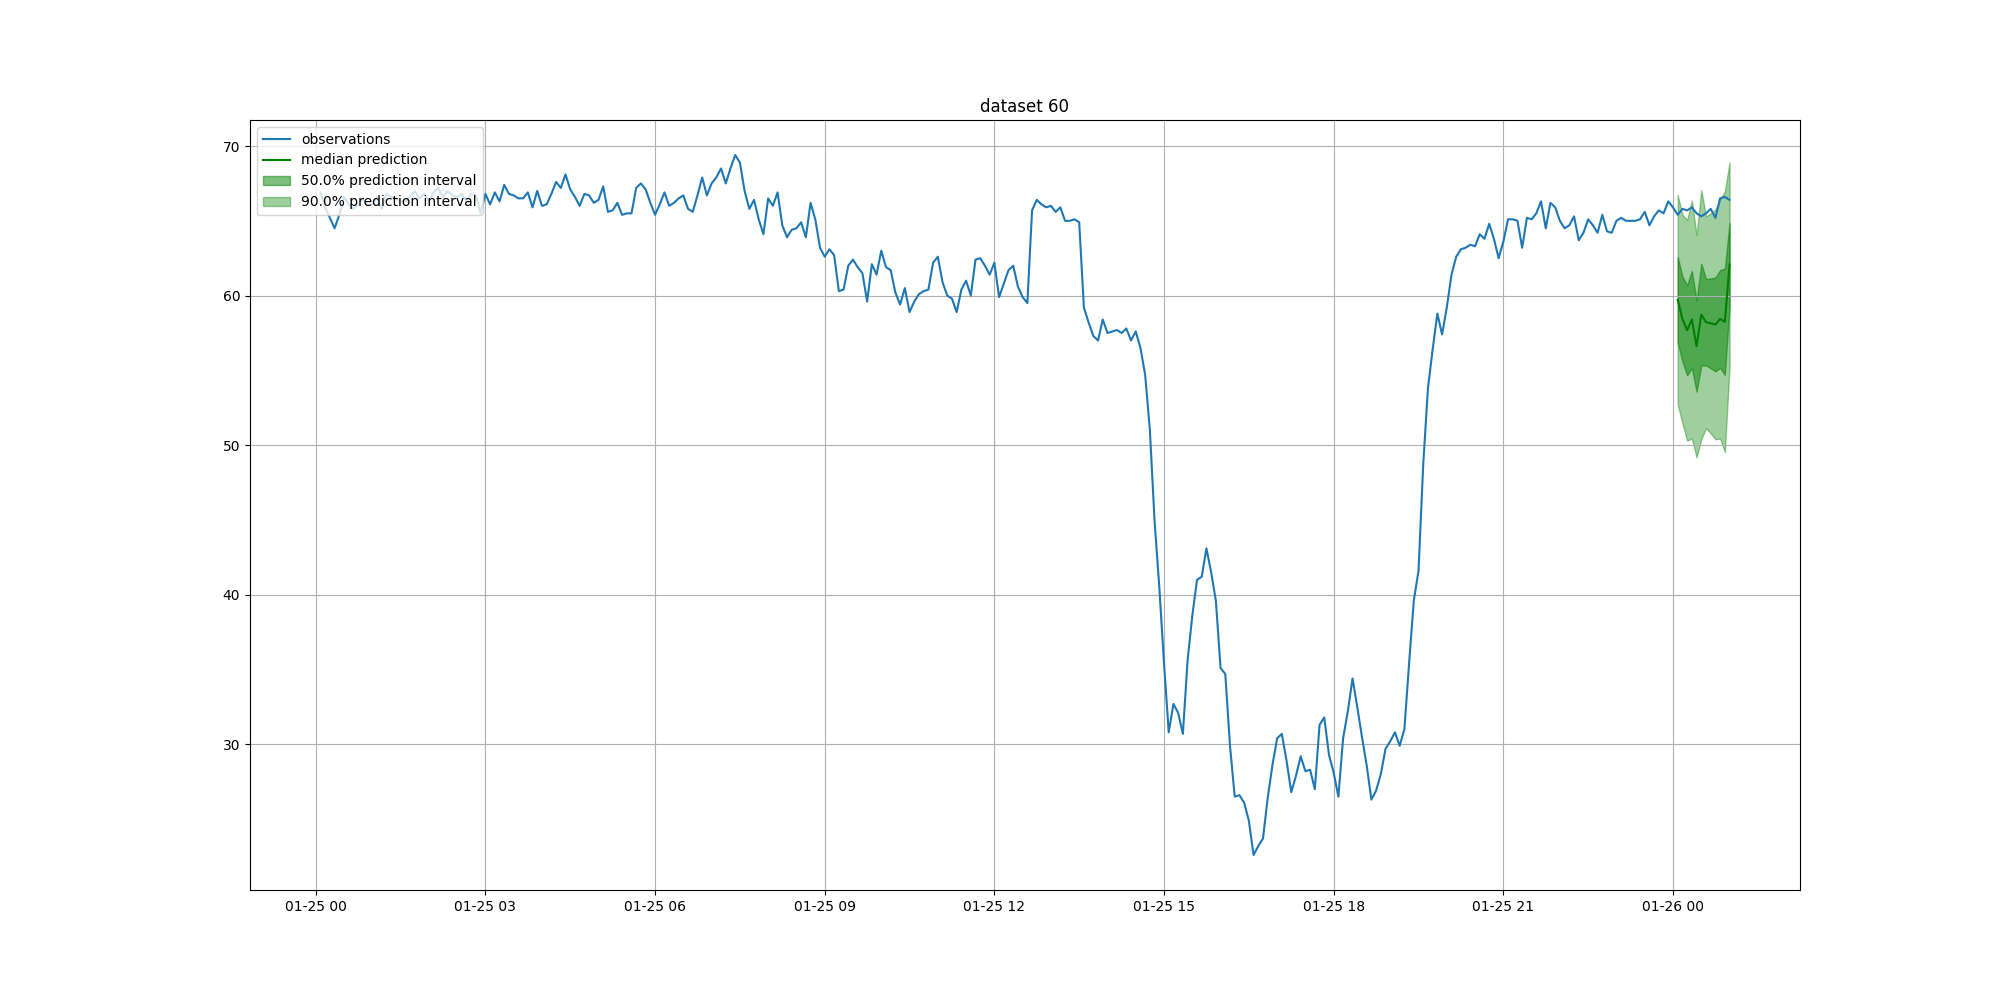 dataset 60
observations
median prediction
50.0% prediction interval
90.0% prediction interval
70
60
50
40
30
01-25 00
01-25 03
01-25 06
01-25 09
01-25 12
01-25 15
01-25 18
01-25 21
01-26 00